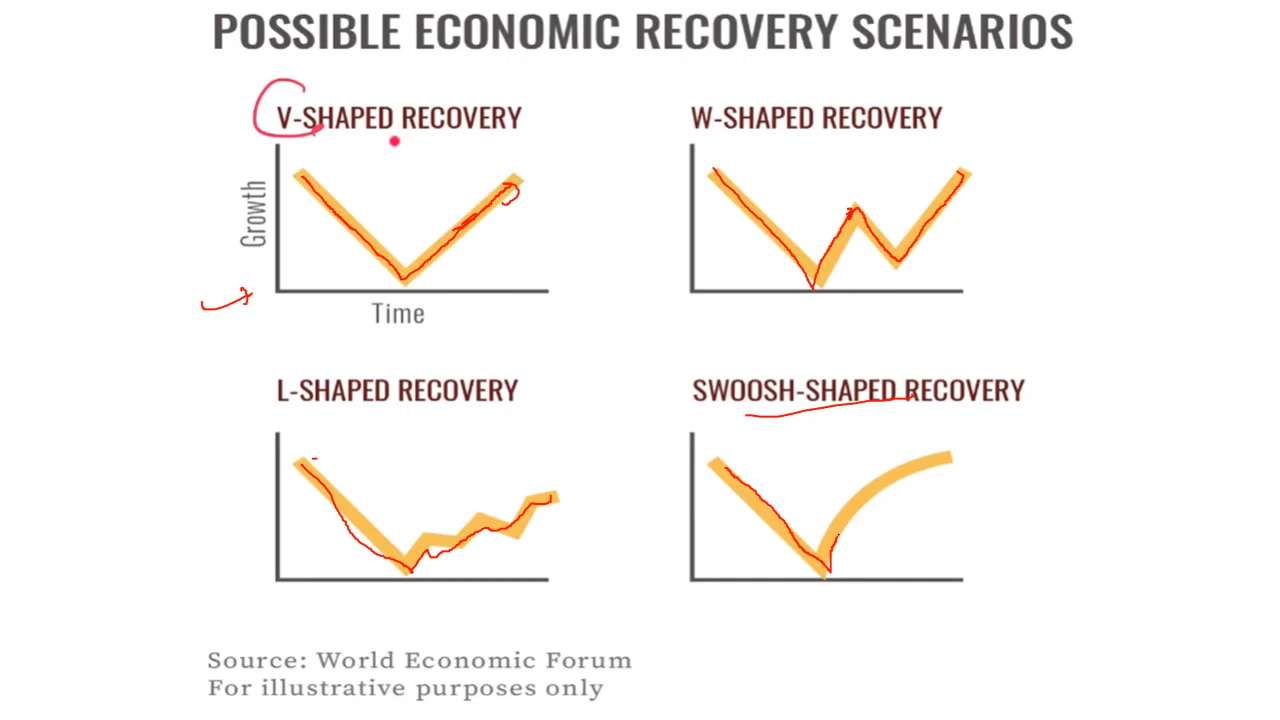 POSSIBLE ECONOMIC RECOVERY SCENARIOS
V-SHAPED RECOVERY
Growth
Time
W-SHAPED RECOVERY
L-SHAPED RECOVERY
SWOOSH-SHAPED RECOVERY
Source: World Economic Forum
For illustrative purposes only